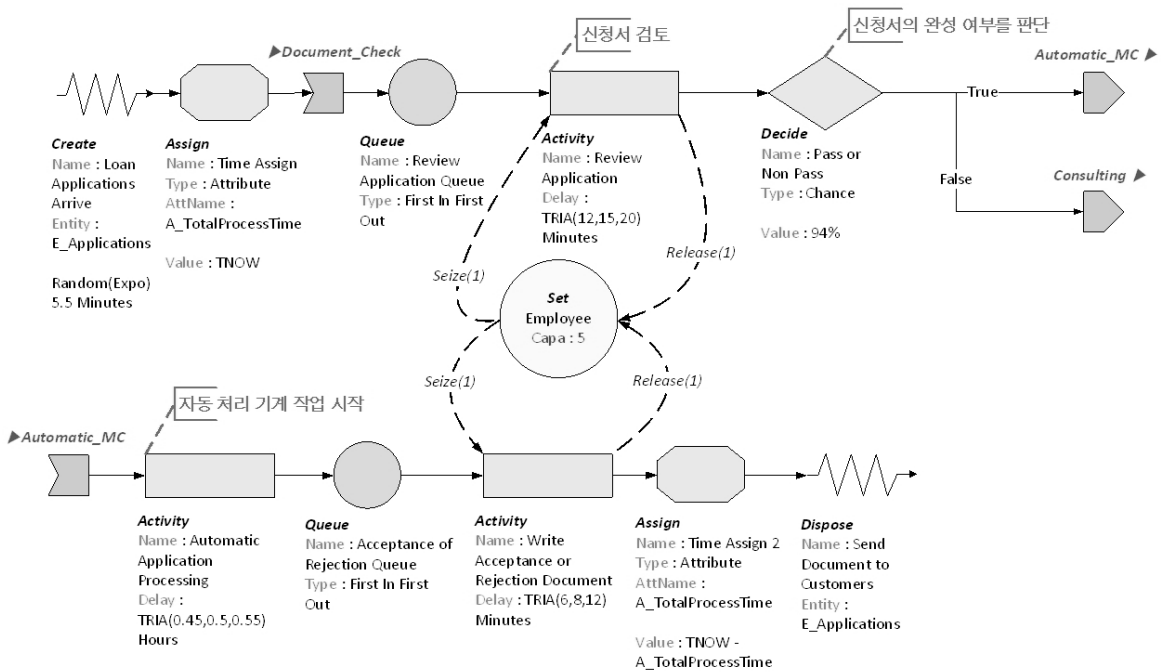 신청서 검토
신청서의 완성 여부를 판단
▶Document_Check
Automatic_MC ▶
True
False
Consulting ▶
Create
Name : Loan
Applications
Arrive
Entity :
E_Applications
Random(Expo)
5.5 Minutes
Assign
Name : Time Assign
Type : Attribute
AttName :
A_TotalProcessTime
Value : TNOW
Queue
Name : Review
Application Queue
Type : First In First
Out
Activity
Name : Review
Application
Delay :
TRIA(12,15,20)
Minutes
Decide
Name : Pass or
Non Pass
Type : Chance
Value : 94%
Seize(1)
Release(1)
Set
Employee
Capa : 5
Seize(1)
Release(1)
자동 처리 기계 작업 시작
▶Automatic_MC
Activity
Name : Automatic
Application
Processing
Delay :
TRIA(0.45,0.5,0.55)
Hours
Queue
Name : Acceptance of
Rejection Queue
Type : First In First
Out
Activity
Name : Write
Acceptance or
Rejection Document
Delay : TRIA(6,8,12)
Minutes
Assign
Name : Time Assign 2
Type : Attribute
AttName :
A_TotalProcessTime
Value : TNOW -
A_TotalProcessTime
Dispose
Name : Send
Document to
Customers
Entity :
E_Applications